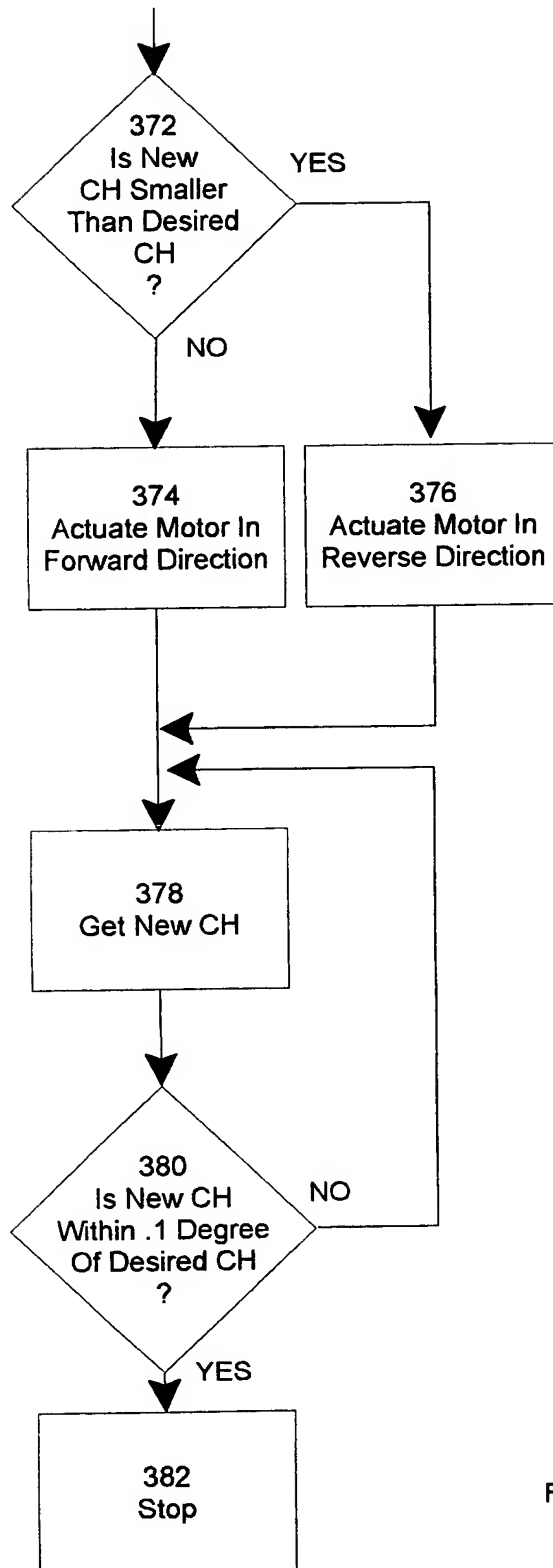 372
Is New
CH Smaller
Than Desired
CH
?
YES
NO
374
Actuate Motor In
Forward Direction
376
Actuate Motor In
Reverse Direction
378
Get New CH
380
Is New CH
Within .1 Degree
Of Desired CH
?
NO
YES
382
Stop
F